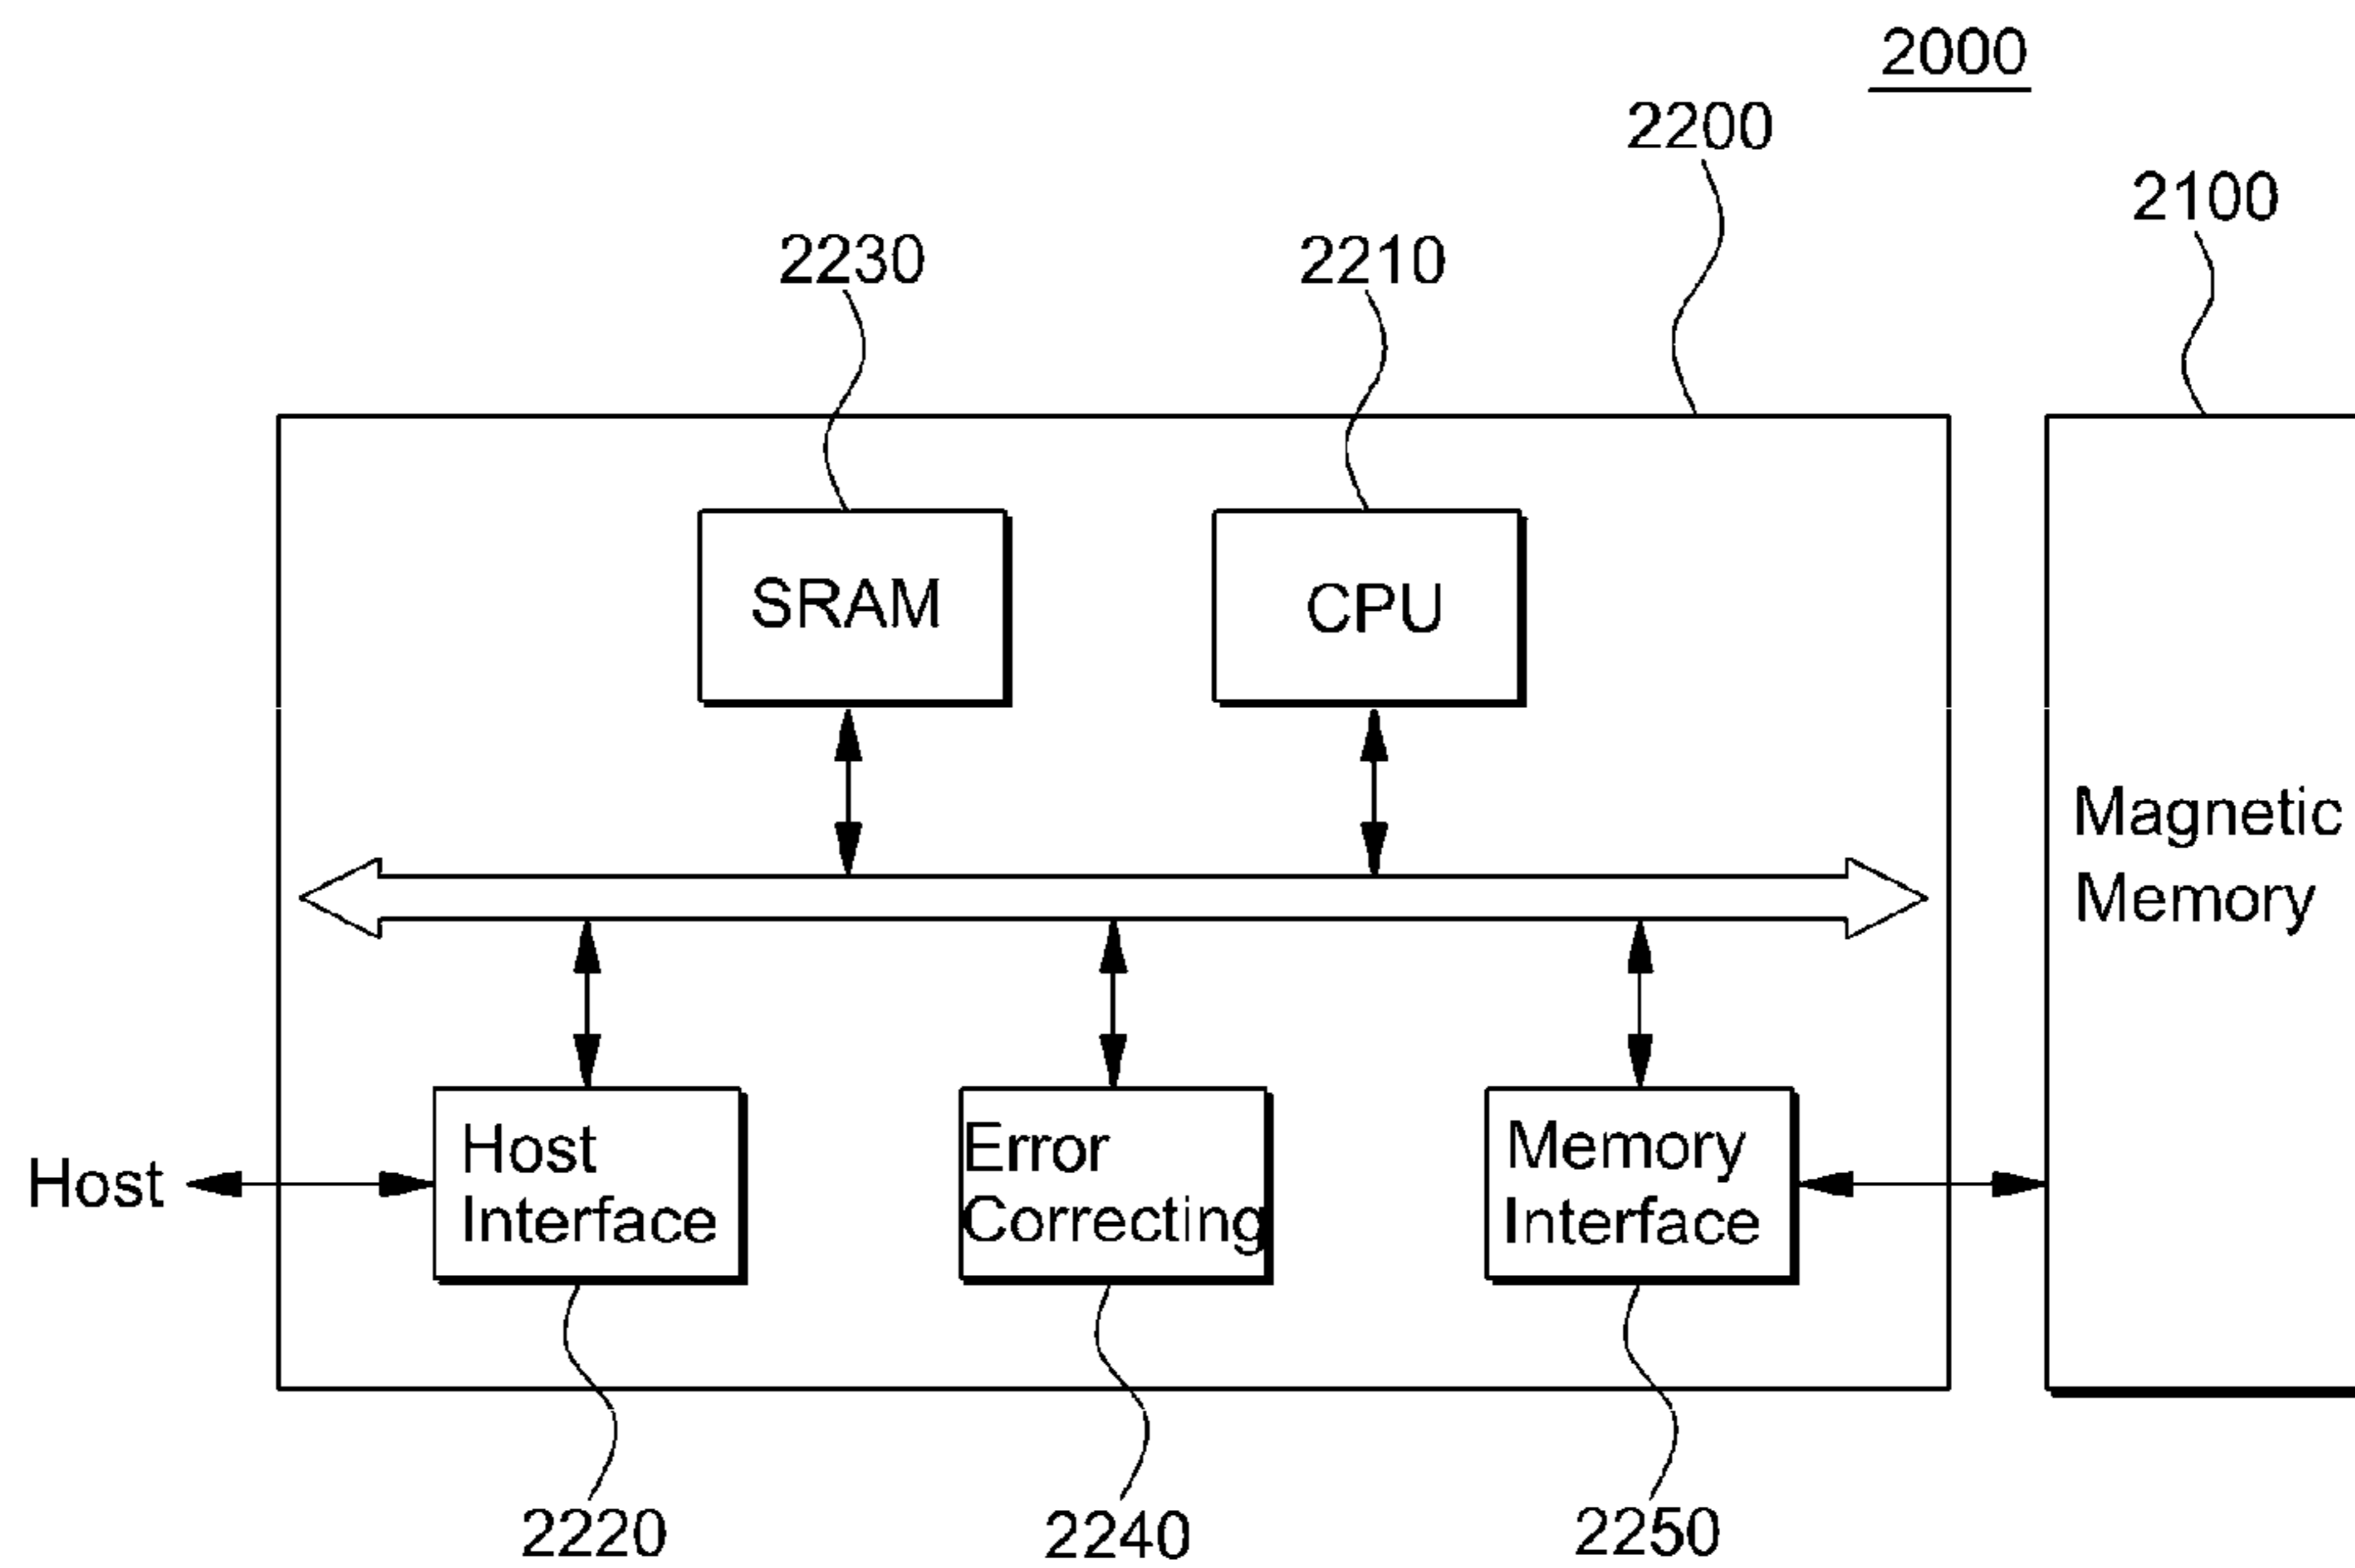 2000
2200
2100
2230
2210
SRAM
CPU
Magnetic
Memory
Host
Host
Interface
Error
Correcting
Memory
Interface
2220
2240
2250